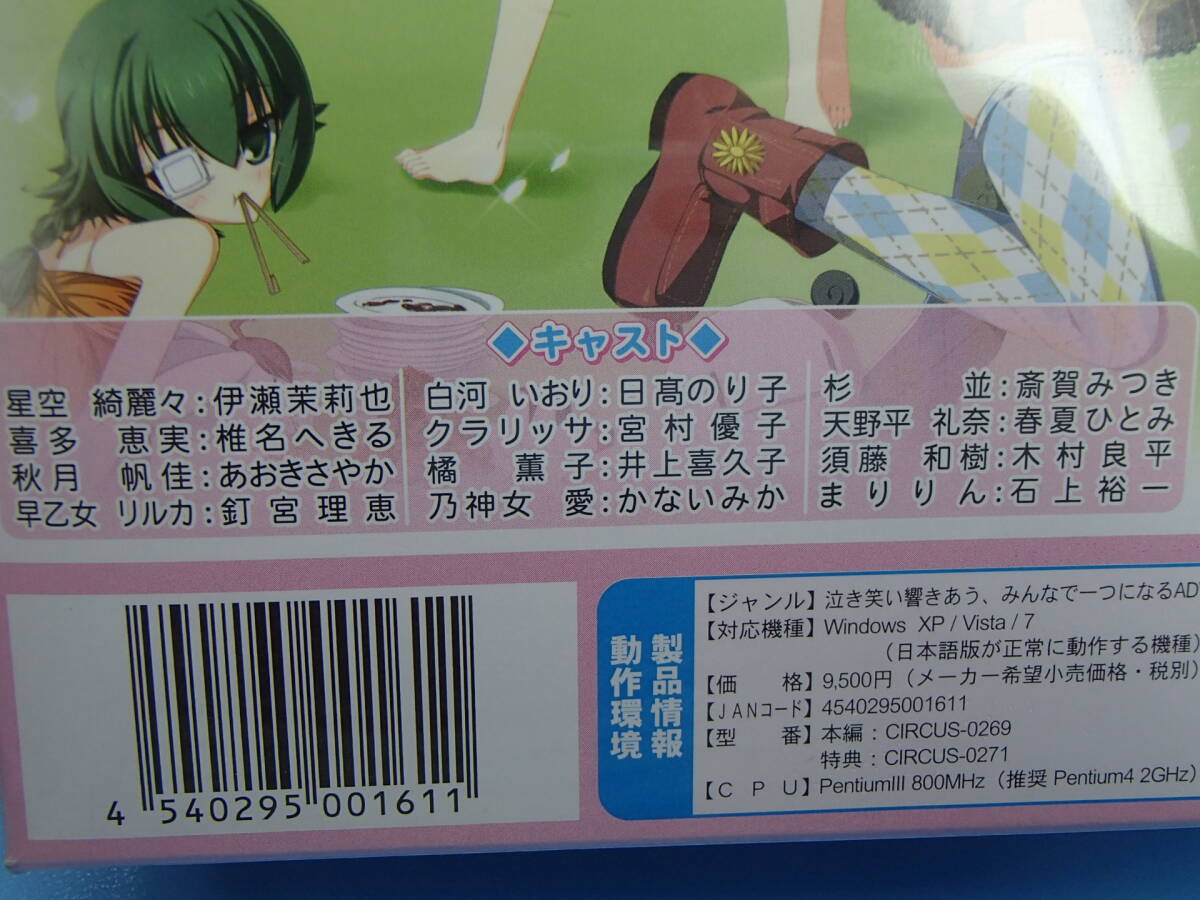 ◆キャスト◆
星空 綺麗々:伊瀬茉莉也
喜多 恵実:椎名へきる
秋月 帆佳:あおきさやか
早乙女 リルカ:釘宮理恵
白河 いおり:日髙のり子
クラリッサ:宮村優子
橘 薫子:井上喜久子
乃神女 愛:かないみか
杉並:斎賀みつき
天野平 礼奈:春夏ひとみ
須藤 和樹:木村良平
まりりん:石上裕一
4 540295 001611
製品情報
動作環境
【ジャンル】泣き笑い響きあう、みんなで一つになるAD
【対応機種】Windows XP / Vista / 7
（日本語版が正常に動作する機種）
【価 格】9,500円（メーカー希望小売価格・税別）
【JANコード】4540295001611
【型 番】本編：CIRCUS-0269
特典：CIRCUS-0271
【C P U】PentiumIII 800MHz（推奨 Pentium4 2GHz）